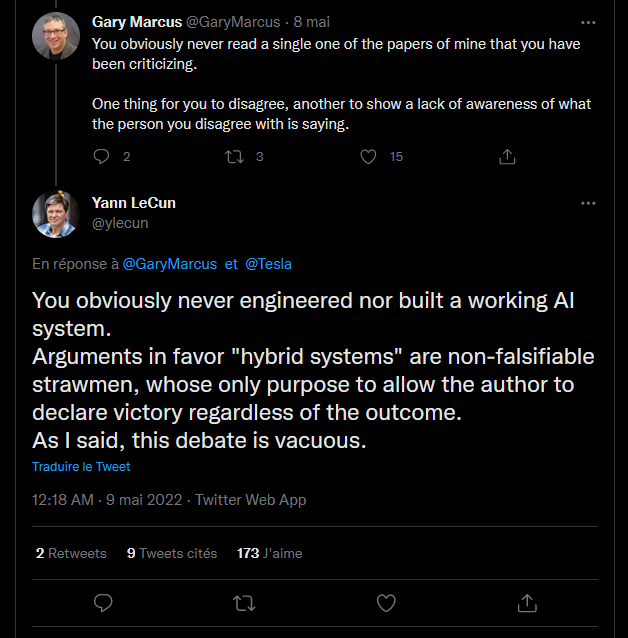 Gary Marcus @GaryMarcus · 8 mai
You obviously never read a single one of the papers of mine that you have
been criticizing.
One thing for you to disagree, another to show a lack of awareness of what
the person you disagree with is saying.
2 3 15
Yann LeCun
@ylecun
En réponse à @GaryMarcus et @Tesla
You obviously never engineered nor built a working AI
system.
Arguments in favor "hybrid systems" are non-falsifiable
strawmen, whose only purpose to allow the author to
declare victory regardless of the outcome.
As I said, this debate is vacuous.
Traduire le Tweet
12:18 AM · 9 mai 2022 · Twitter Web App
2 Retweets 9 Tweets cités 173 J'aime